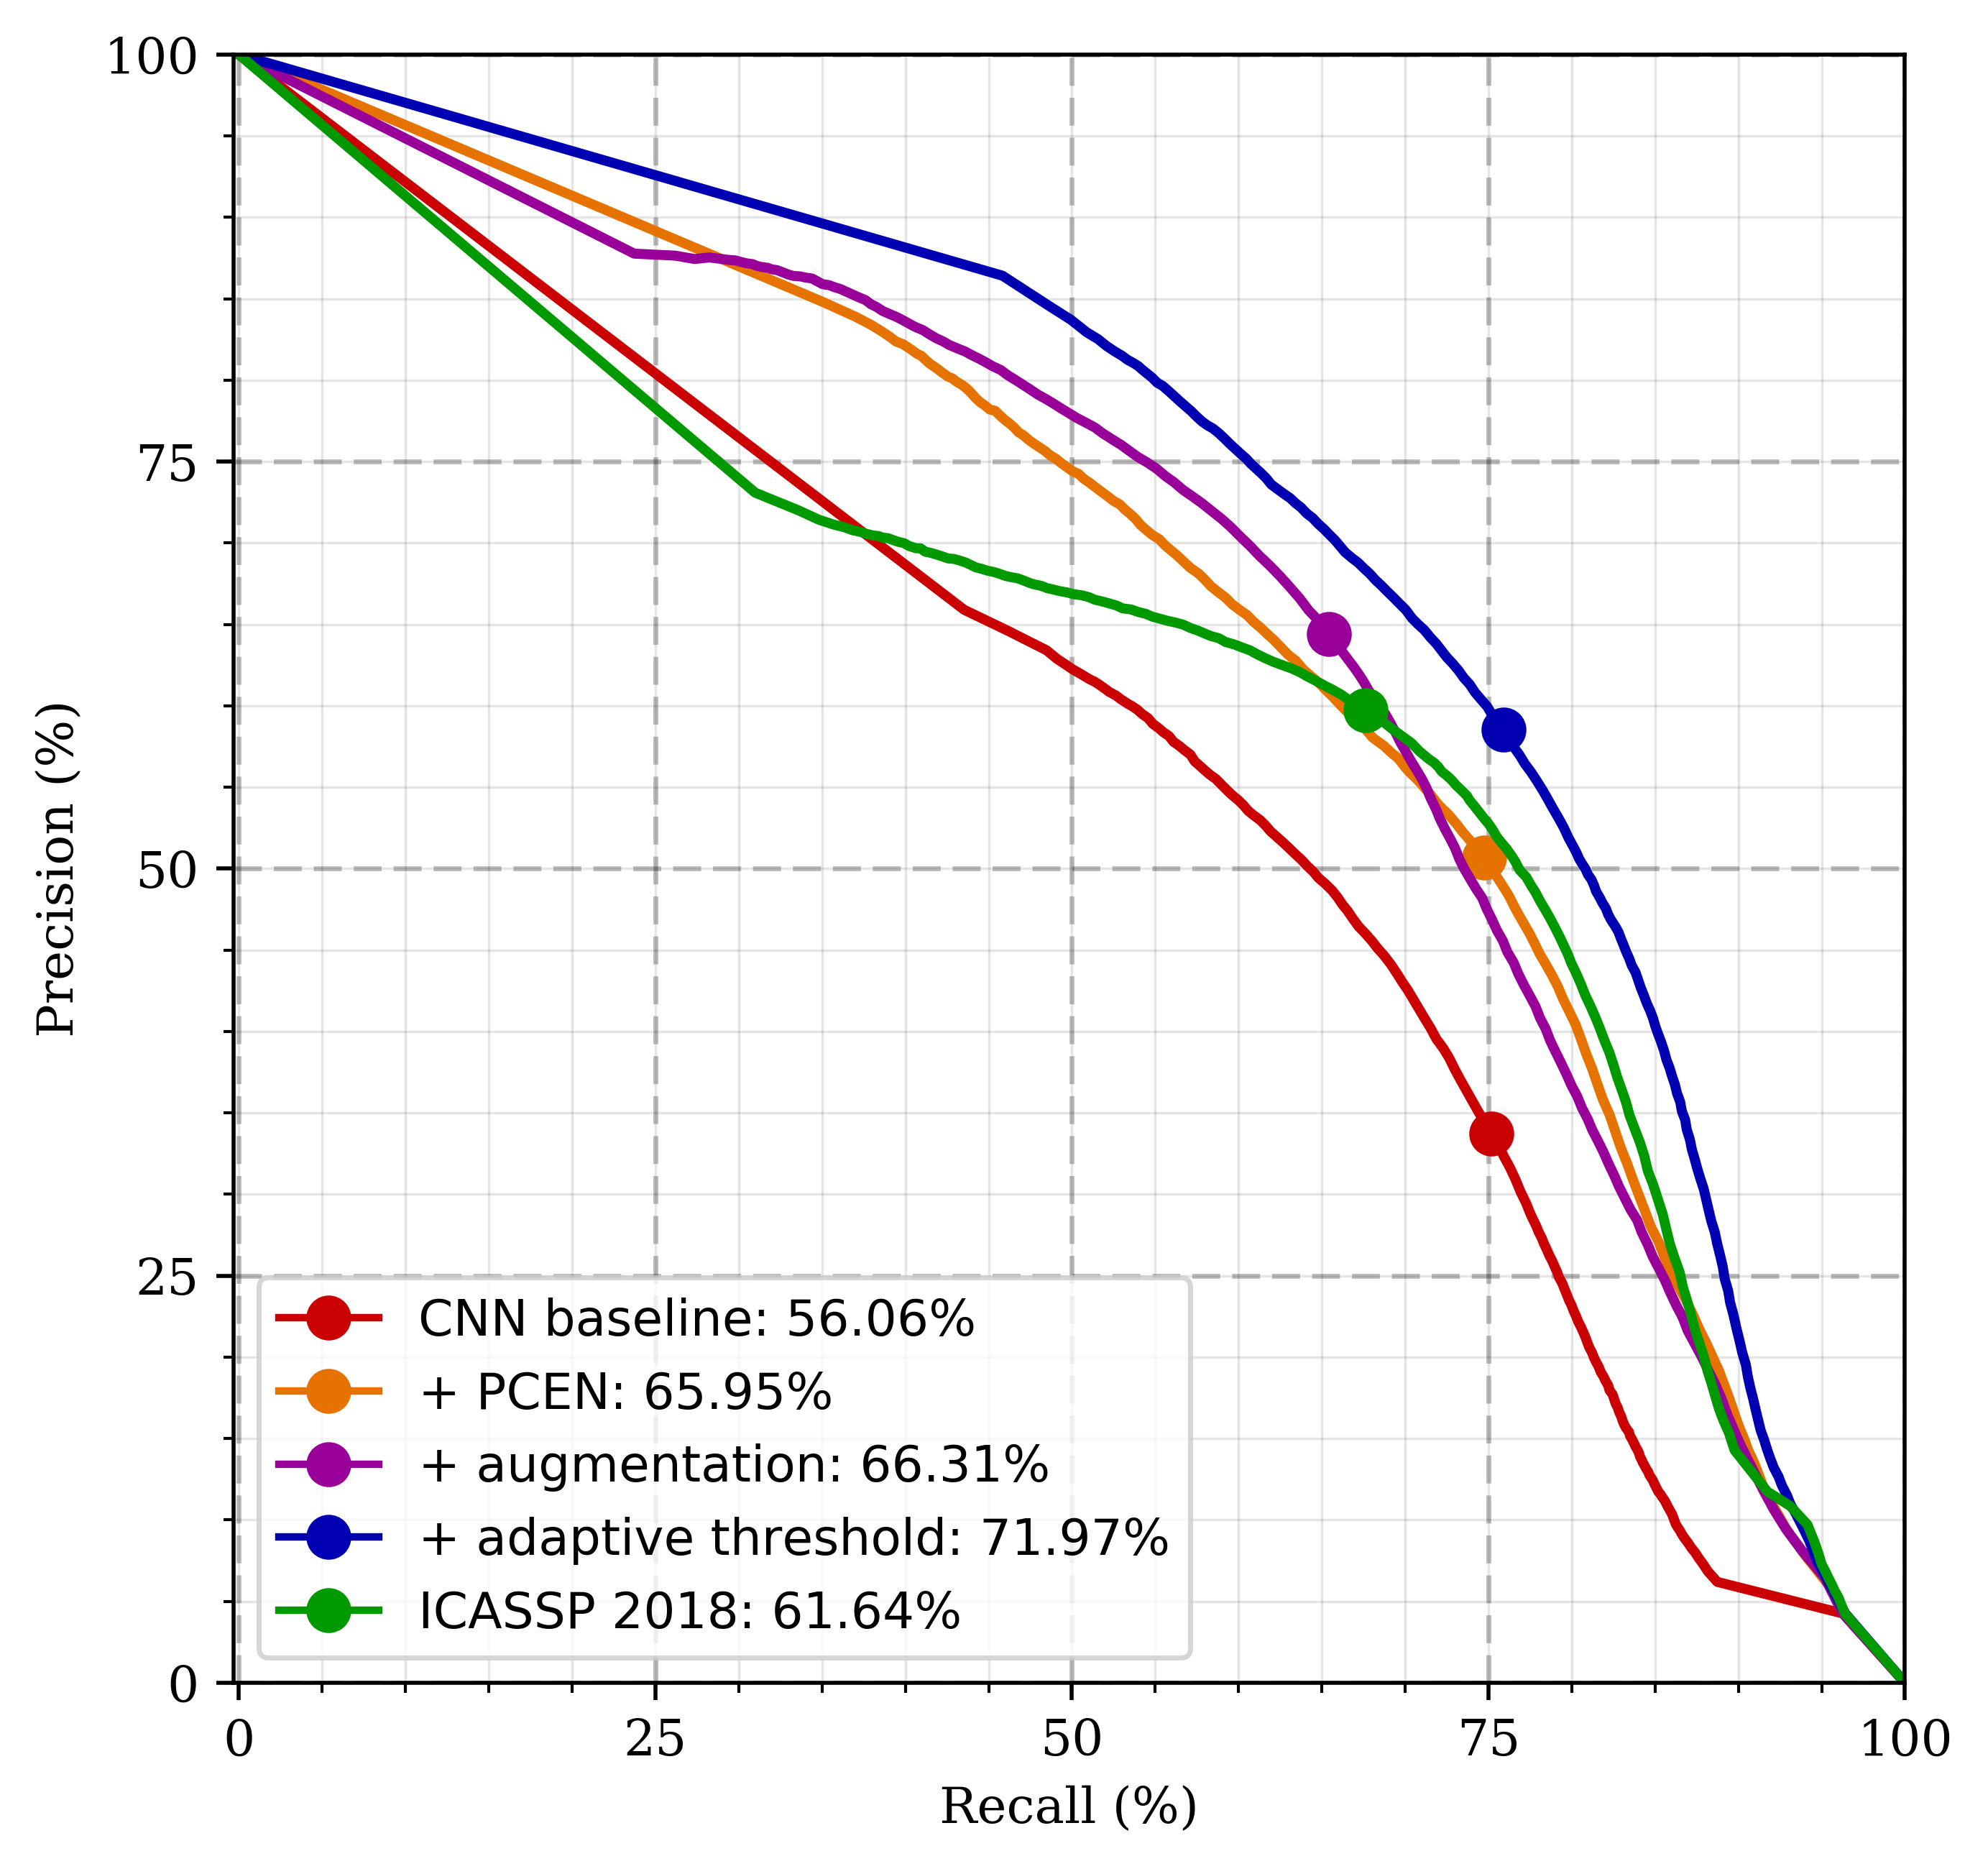 100
75
50
25
0
Precision (%)
CNN baseline: 56.06%
+ PCEN: 65.95%
+ augmentation: 66.31%
+ adaptive threshold: 71.97%
ICASSP 2018: 61.64%
0 25 50 75 100
Recall (%)